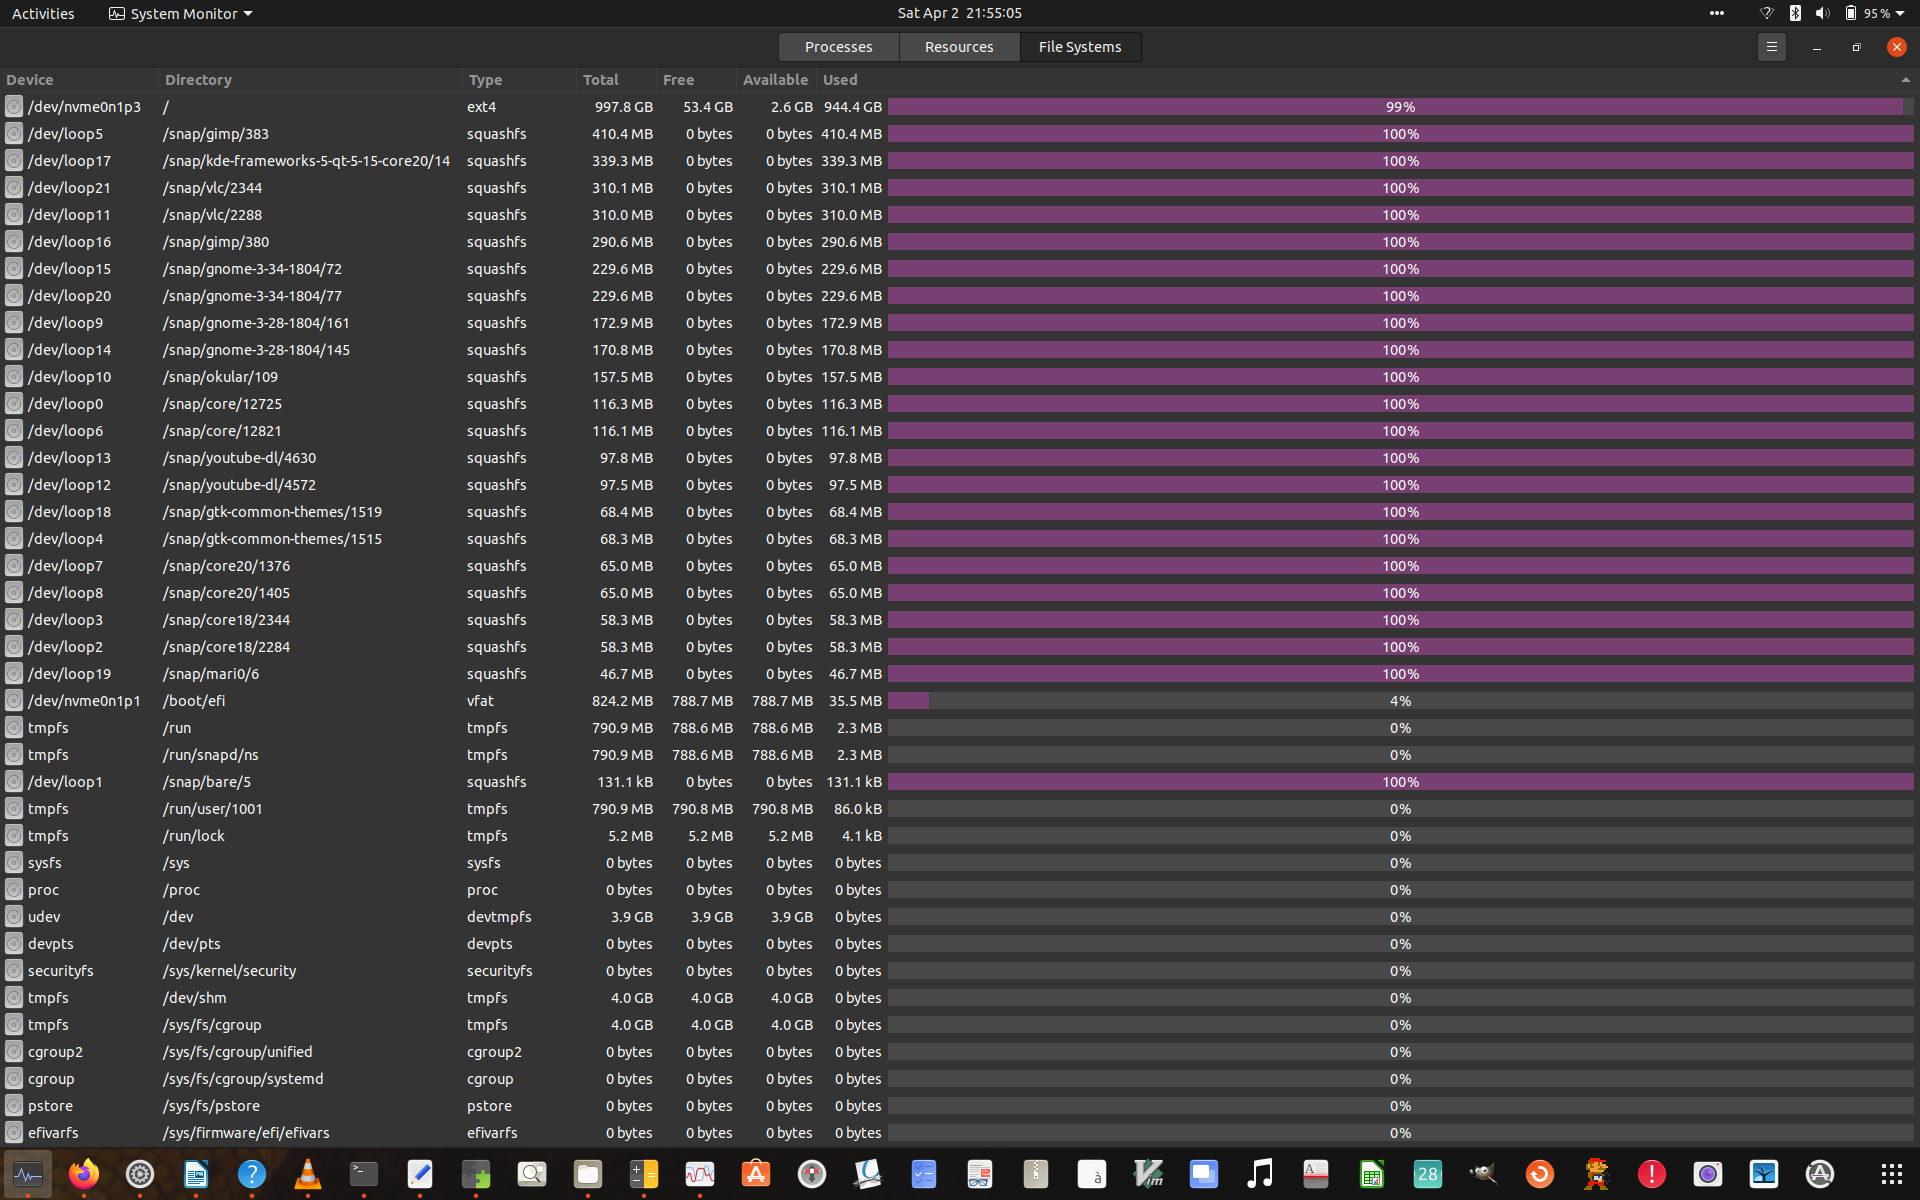 Activities System Monitor Sat Apr 2 21:55:05 95%
Processes Resources File Systems
Device Directory Type Total Free Available Used
/dev/nvme0n1p3 / ext4 997.8 GB 53.4 GB 2.6 GB 944.4 GB 99%
/dev/loop5 /snap/gimp/383 squashfs 410.4 MB 0 bytes 0 bytes 410.4 MB 100%
/dev/loop17 /snap/kde-frameworks-5-qt-5-15-core20/14 squashfs 339.3 MB 0 bytes 0 bytes 339.3 MB 100%
/dev/loop21 /snap/vlc/2344 squashfs 310.1 MB 0 bytes 0 bytes 310.1 MB 100%
/dev/loop11 /snap/vlc/2288 squashfs 310.0 MB 0 bytes 0 bytes 310.0 MB 100%
/dev/loop16 /snap/gimp/380 squashfs 290.6 MB 0 bytes 0 bytes 290.6 MB 100%
/dev/loop15 /snap/gnome-3-34-1804/72 squashfs 229.6 MB 0 bytes 0 bytes 229.6 MB 100%
/dev/loop20 /snap/gnome-3-34-1804/77 squashfs 229.6 MB 0 bytes 0 bytes 229.6 MB 100%
/dev/loop9 /snap/gnome-3-28-1804/161 squashfs 172.9 MB 0 bytes 0 bytes 172.9 MB 100%
/dev/loop14 /snap/gnome-3-28-1804/145 squashfs 170.8 MB 0 bytes 0 bytes 170.8 MB 100%
/dev/loop10 /snap/okular/109 squashfs 157.5 MB 0 bytes 0 bytes 157.5 MB 100%
/dev/loop0 /snap/core/12725 squashfs 116.3 MB 0 bytes 0 bytes 116.3 MB 100%
/dev/loop6 /snap/core/12821 squashfs 116.1 MB 0 bytes 0 bytes 116.1 MB 100%
/dev/loop13 /snap/youtube-dl/4630 squashfs 97.8 MB 0 bytes 0 bytes 97.8 MB 100%
/dev/loop12 /snap/youtube-dl/4572 squashfs 97.5 MB 0 bytes 0 bytes 97.5 MB 100%
/dev/loop18 /snap/gtk-common-themes/1519 squashfs 68.4 MB 0 bytes 0 bytes 68.4 MB 100%
/dev/loop4 /snap/gtk-common-themes/1515 squashfs 68.3 MB 0 bytes 0 bytes 68.3 MB 100%
/dev/loop7 /snap/core20/1376 squashfs 65.0 MB 0 bytes 0 bytes 65.0 MB 100%
/dev/loop8 /snap/core20/1405 squashfs 65.0 MB 0 bytes 0 bytes 65.0 MB 100%
/dev/loop3 /snap/core18/2344 squashfs 58.3 MB 0 bytes 0 bytes 58.3 MB 100%
/dev/loop2 /snap/core18/2284 squashfs 58.3 MB 0 bytes 0 bytes 58.3 MB 100%
/dev/loop19 /snap/mari0/6 squashfs 46.7 MB 0 bytes 0 bytes 46.7 MB 100%
/dev/nvme0n1p1 /boot/efi vfat 824.2 MB 788.7 MB 788.7 MB 35.5 MB 4%
tmpfs /run tmpfs 790.9 MB 788.6 MB 788.6 MB 2.3 MB 0%
tmpfs /run/snapd/ns tmpfs 790.9 MB 788.6 MB 788.6 MB 2.3 MB 0%
/dev/loop1 /snap/bare/5 squashfs 131.1 kB 0 bytes 0 bytes 131.1 kB 100%
tmpfs /run/user/1001 tmpfs 790.9 MB 790.8 MB 790.8 MB 86.0 kB 0%
tmpfs /run/lock tmpfs 5.2 MB 5.2 MB 5.2 MB 4.1 kB 0%
sysfs /sys sysfs 0 bytes 0 bytes 0 bytes 0 bytes 0%
proc /proc proc 0 bytes 0 bytes 0 bytes 0 bytes 0%
udev /dev devtmpfs 3.9 GB 3.9 GB 3.9 GB 0 bytes 0%
devpts /dev/pts devpts 0 bytes 0 bytes 0 bytes 0 bytes 0%
securityfs /sys/kernel/security securityfs 0 bytes 0 bytes 0 bytes 0 bytes 0%
tmpfs /dev/shm tmpfs 4.0 GB 4.0 GB 4.0 GB 0 bytes 0%
tmpfs /sys/fs/cgroup tmpfs 4.0 GB 4.0 GB 4.0 GB 0 bytes 0%
cgroup2 /sys/fs/cgroup/unified cgroup2 0 bytes 0 bytes 0 bytes 0 bytes 0%
cgroup /sys/fs/cgroup/systemd cgroup 0 bytes 0 bytes 0 bytes 0 bytes 0%
pstore /sys/fs/pstore pstore 0 bytes 0 bytes 0 bytes 0 bytes 0%
efivarfs /sys/firmware/efi/efivars efivarfs 0 bytes 0 bytes 0 bytes 0 bytes 0%
à Vim A 28